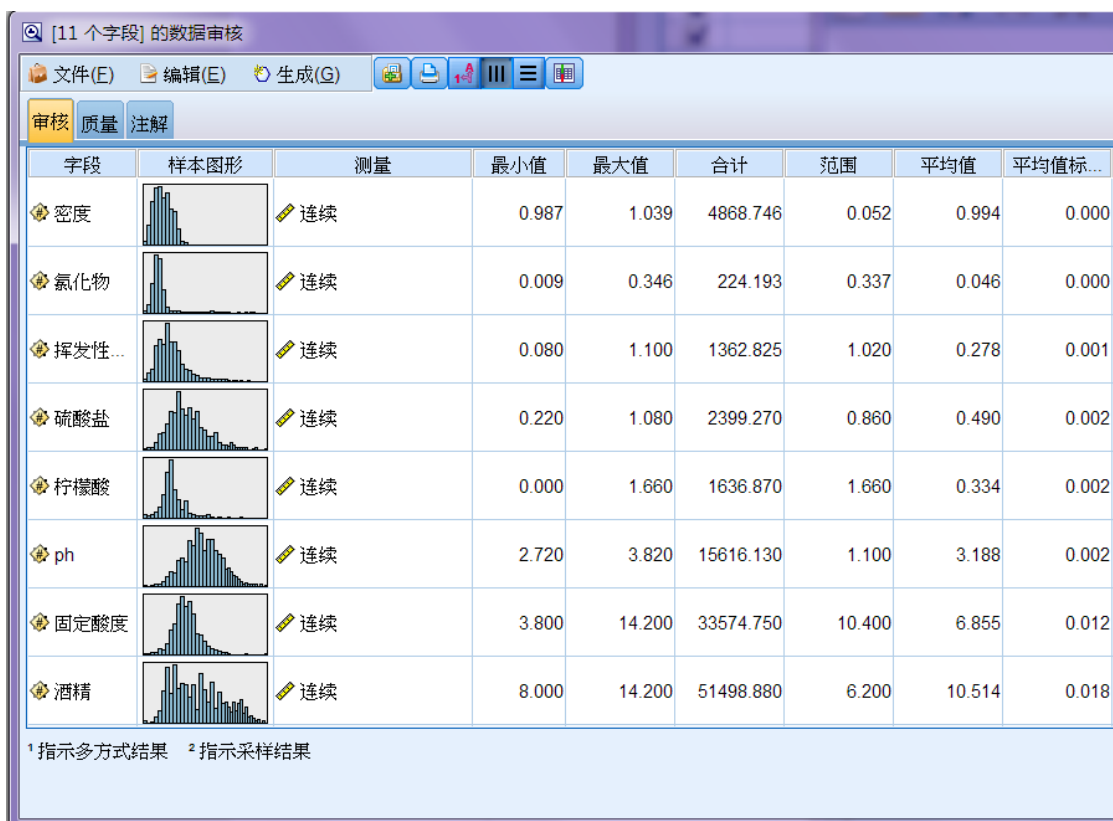 [11 个字段] 的数据审核
文件(F) 编辑(E) 生成(G)
审核 质量 注解
字段 样本图形 测量 最小值 最大值 合计 范围 平均值 平均值标...
密度 连续 0.987 1.039 4868.746 0.052 0.994 0.000
氯化物 连续 0.009 0.346 224.193 0.337 0.046 0.000
挥发性... 连续 0.080 1.100 1362.825 1.020 0.278 0.001
硫酸盐 连续 0.220 1.080 2399.270 0.860 0.490 0.002
柠檬酸 连续 0.000 1.660 1636.870 1.660 0.334 0.002
ph 连续 2.720 3.820 15616.130 1.100 3.188 0.002
固定酸度 连续 3.800 14.200 33574.750 10.400 6.855 0.012
酒精 连续 8.000 14.200 51498.880 6.200 10.514 0.018
¹ 指示多方式结果 ² 指示采样结果